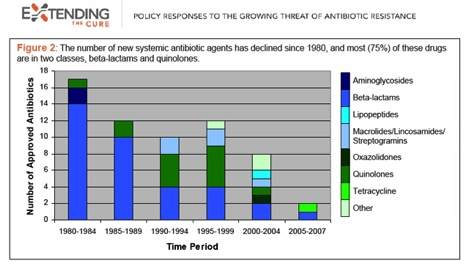 EXTENDING
THE CURE
POLICY RESPONSES TO THE GROWING THREAT OF ANTIBIOTIC RESISTANCE
Figure 2: The number of new systemic antibiotic agents has declined since 1980, and most (75%) of these drugs
are in two classes, beta-lactams and quinolones.
Number of Approved Antibiotics
18
16
14
12
10
8
6
4
2
0
1980-1984 1985-1989 1990-1994 1995-1999 2000-2004 2005-2007
Time Period
Aminoglycosides
Beta-lactams
Lipopeptides
Macrolides/Lincosamides/
Streptogramins
Oxazolidones
Quinolones
Tetracycline
Other